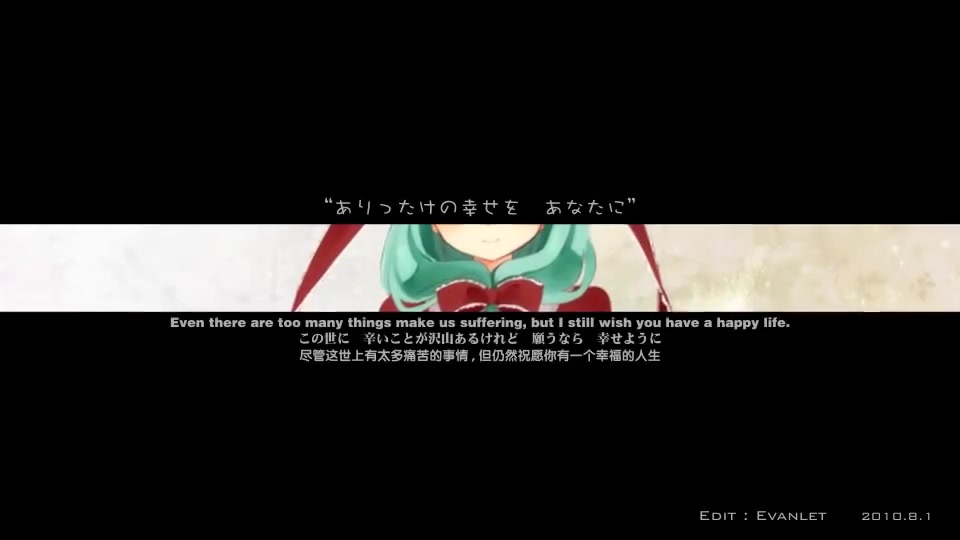 “ありったけの幸せを　あなたに”
Even there are too many things make us suffering, but I still wish you have a happy life.
この世に　辛いことが沢山あるけれど　願うなら　幸せように
尽管这世上有太多痛苦的事情，但仍然祝愿你有一个幸福的人生
Edit : Evanlet 2010.8.1